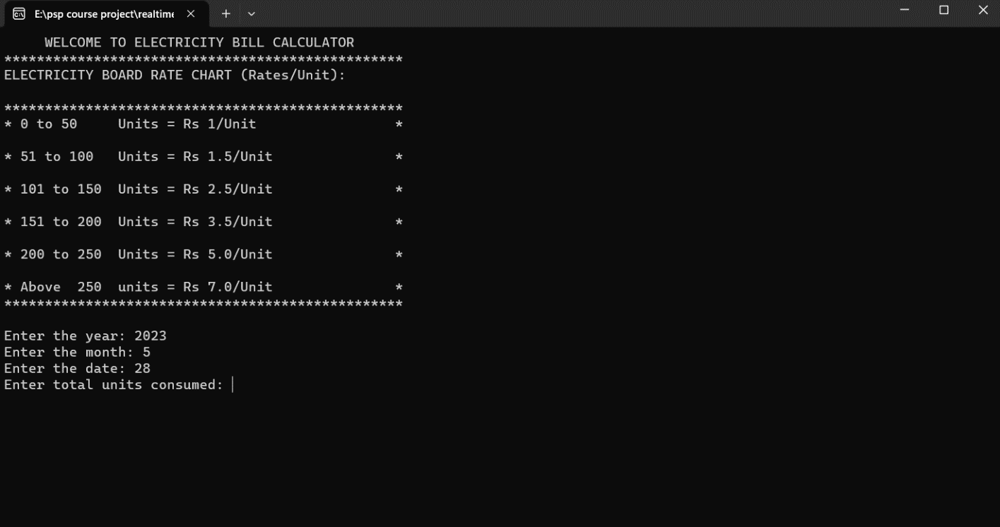 E:\psp course project\realtime
WELCOME TO ELECTRICITY BILL CALCULATOR
*************************************************
ELECTRICITY BOARD RATE CHART (Rates/Unit):
*************************************************
* 0 to 50     Units = Rs 1/Unit                 *
* 51 to 100   Units = Rs 1.5/Unit               *
* 101 to 150  Units = Rs 2.5/Unit               *
* 151 to 200  Units = Rs 3.5/Unit               *
* 200 to 250  Units = Rs 5.0/Unit               *
* Above  250  units = Rs 7.0/Unit               *
*************************************************
Enter the year: 2023
Enter the month: 5
Enter the date: 28
Enter total units consumed: